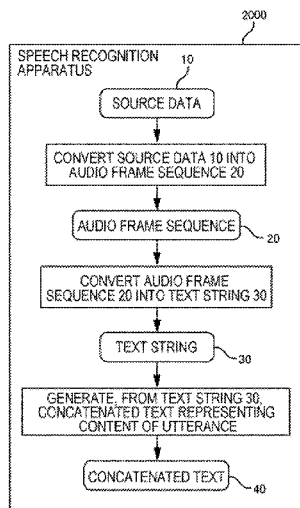 2000
SPEECH RECOGNITION
APPARATUS
10
SOURCE DATA
CONVERT SOURCE DATA 10 INTO
AUDIO FRAME SEQUENCE 20
AUDIO FRAME SEQUENCE
20
CONVERT AUDIO FRAME
SEQUENCE 20 INTO TEXT STRING 30
TEXT STRING
30
GENERATE, FROM TEXT STRING 30,
CONCATENATED TEXT REPRESENTING
CONTENT OF UTTERANCE
CONCATENATED TEXT
40